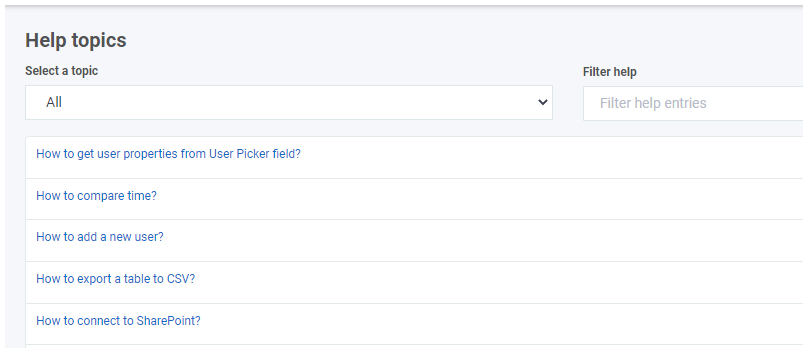 Help topics
Select a topic
Filter help
All
Filter help entries
How to get user properties from User Picker field?
How to compare time?
How to add a new user?
How to export a table to CSV?
How to connect to SharePoint?